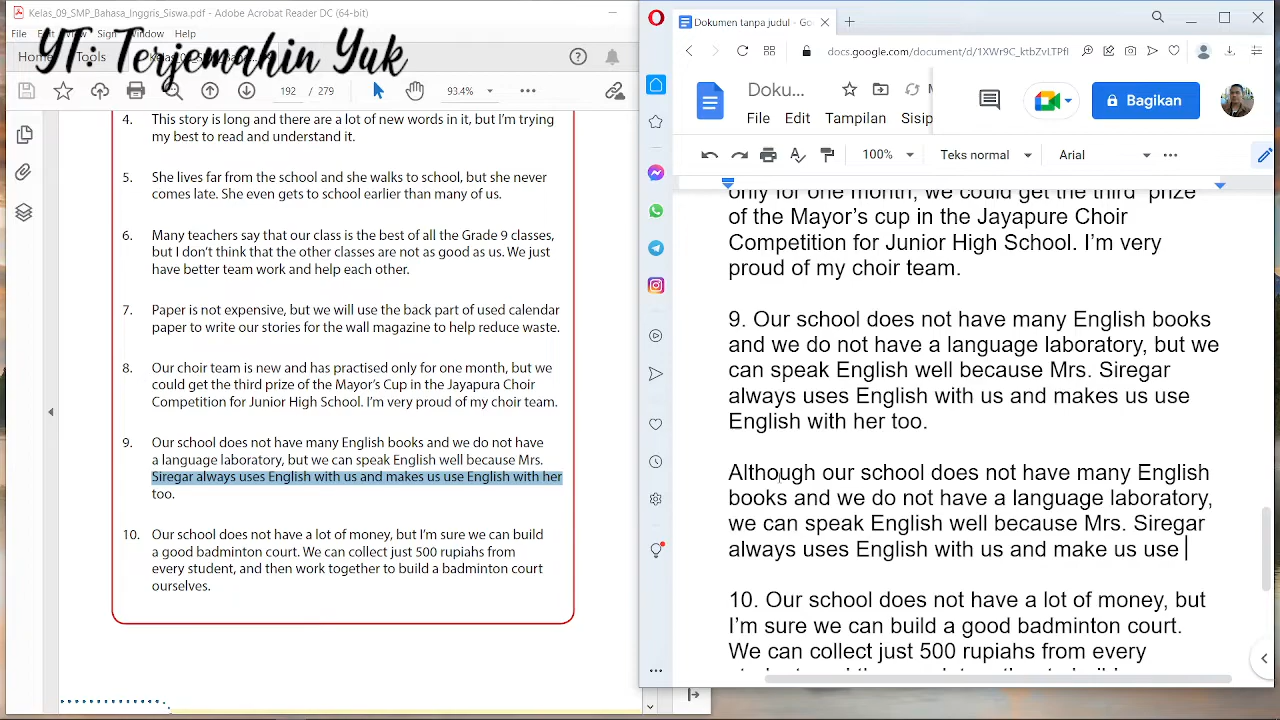 Kelas_09_SMP_Bahasa_Inggris_Siswa.pdf - Adobe Acrobat Reader DC (64-bit)
File Edit View Sign Window Help
YT: Terjemahin Yuk
Home Tools
192 / 279
93.4%
4. This story is long and there are a lot of new words in it, but I'm trying
my best to read and understand it.
5. She lives far from the school and she walks to school, but she never
comes late. She even gets to school earlier than many of us.
6. Many teachers say that our class is the best of all the Grade 9 classes,
but I don't think that the other classes are not as good as us. We just
have better team work and help each other.
7. Paper is not expensive, but we will use the back part of used calendar
paper to write our stories for the wall magazine to help reduce waste.
8. Our choir team is new and has practised only for one month, but we
could get the third prize of the Mayor's Cup in the Jayapura Choir
Competition for Junior High School. I'm very proud of my choir team.
9. Our school does not have many English books and we do not have
a language laboratory, but we can speak English well because Mrs.
Siregar always uses English with us and makes us use English with her
too.
10. Our school does not have a lot of money, but I'm sure we can build
a good badminton court. We can collect just 500 rupiahs from
every student, and then work together to build a badminton court
ourselves.
Dokumen tanpa judul - Go
docs.google.com/document/d/1XWr9C_ktbZvLTPfl
Doku...
Bagikan
File Edit Tampilan Sisip
100% Teks normal Arial
only for one month, we could get the third prize
of the Mayor's cup in the Jayapure Choir
Competition for Junior High School. I'm very
proud of my choir team.
9. Our school does not have many English books
and we do not have a language laboratory, but we
can speak English well because Mrs. Siregar
always uses English with us and makes us use
English with her too.
Although our school does not have many English
books and we do not have a language laboratory,
we can speak English well because Mrs. Siregar
always uses English with us and make us use
10. Our school does not have a lot of money, but
I'm sure we can build a good badminton court.
We can collect just 500 rupiahs from every